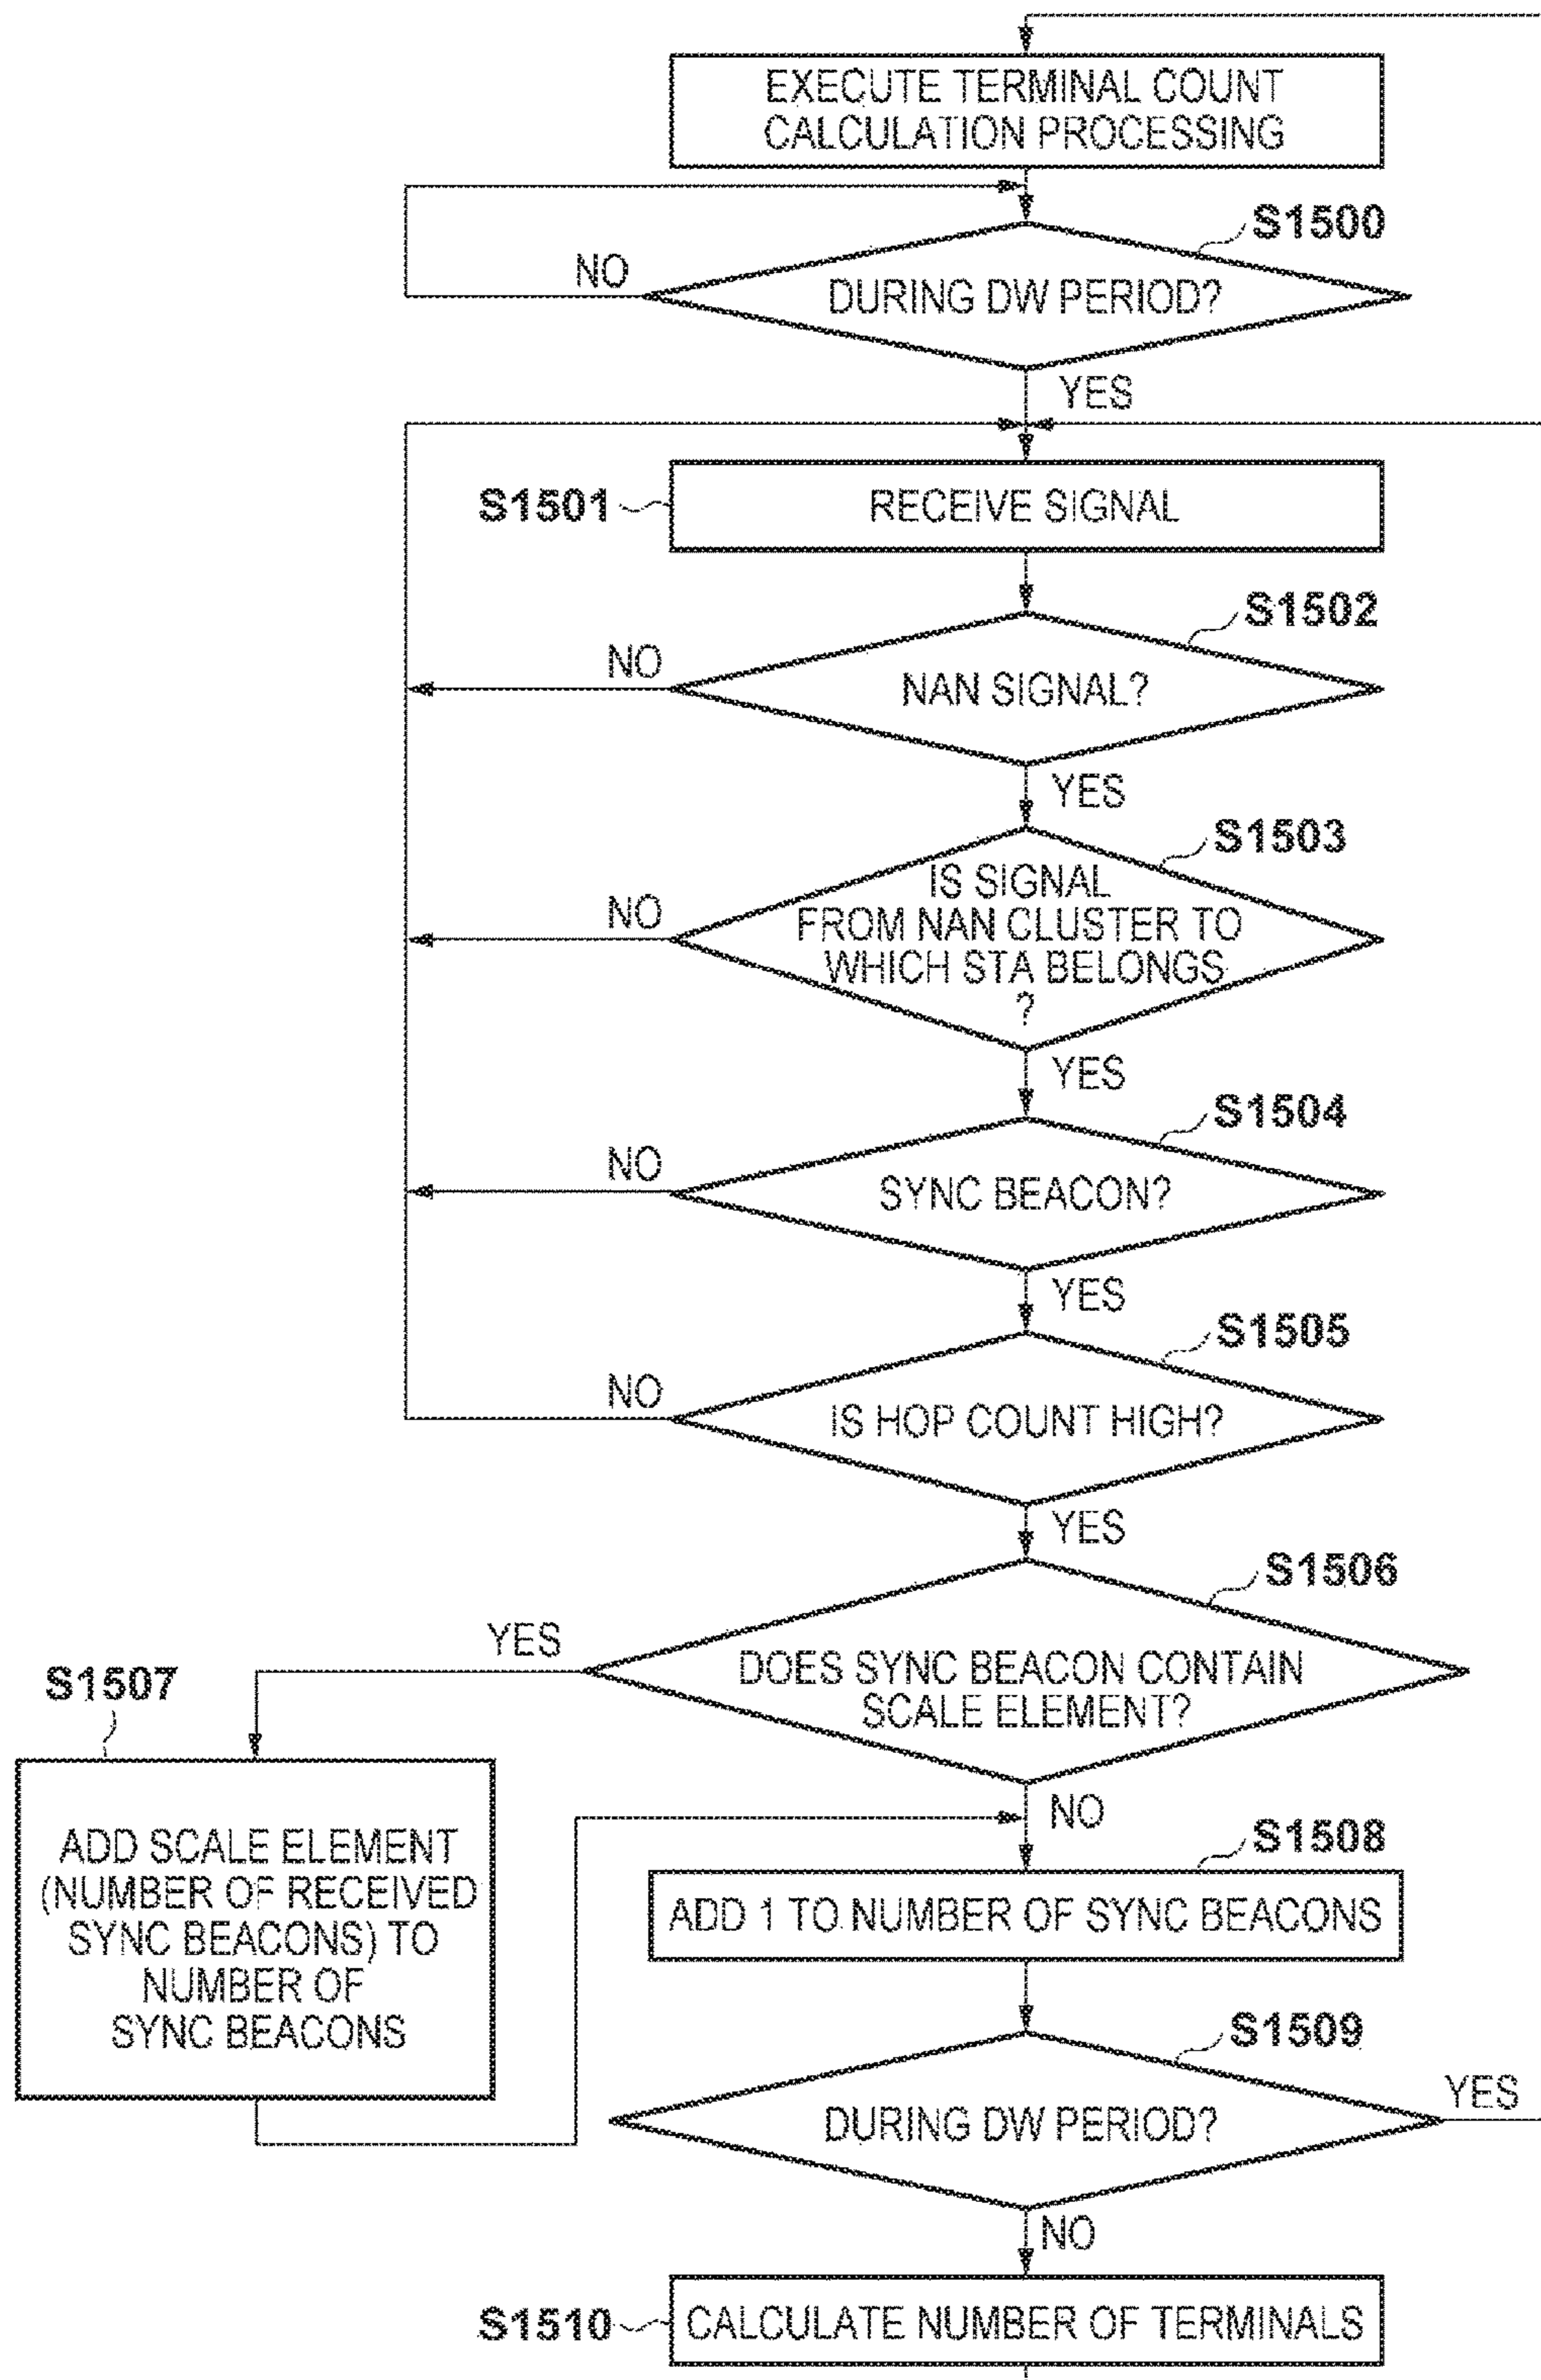 EXECUTE TERMINAL COUNT
CALCULATION PROCESSING
S1500
NO
DURING DW PERIOD?
YES
S1501
RECEIVE SIGNAL
S1502
NO
NAN SIGNAL?
YES
S1503
NO
IS SIGNAL
FROM NAN CLUSTER TO
WHICH STA BELONGS
?
YES
S1504
NO
SYNC BEACON?
YES
S1505
NO
IS HOP COUNT HIGH?
YES
S1506
YES
DOES SYNC BEACON CONTAIN
SCALE ELEMENT?
S1507
NO
ADD SCALE ELEMENT
(NUMBER OF RECEIVED
SYNC BEACONS) TO
NUMBER OF
SYNC BEACONS
S1508
ADD 1 TO NUMBER OF SYNC BEACONS
S1509
YES
DURING DW PERIOD?
NO
S1510
CALCULATE NUMBER OF TERMINALS